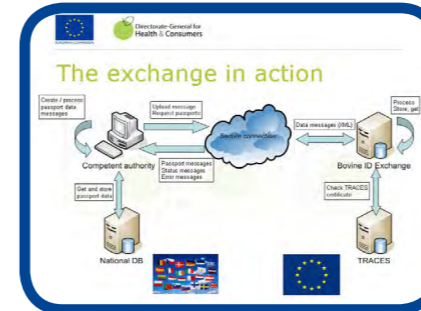 Directorate-General for
Health & Consumers
The exchange in action
Create / process
passport data
messages
Upload message
Request passports
Secure connection
Data messages (XML)
Process
Store, get
Competent authority
Passport messages
Status messages
Error messages
Bovine ID Exchange
Get and store
passport data
Check TRACES
certificate
National DB
TRACES